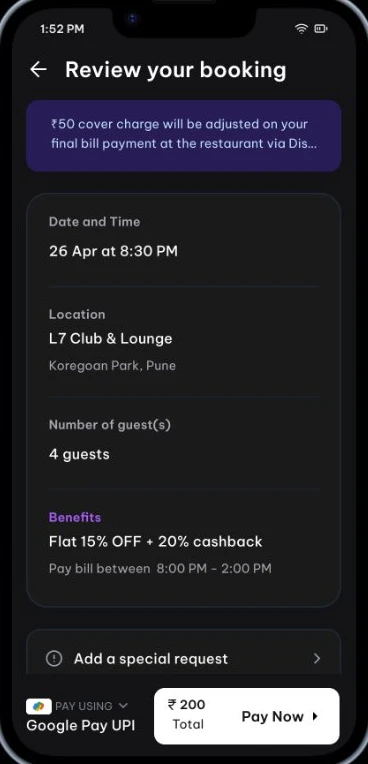 1:52 PM
Review your booking
₹50 cover charge will be adjusted on your
final bill payment at the restaurant via Dis...
Date and Time
26 Apr at 8:30 PM
Location
L7 Club & Lounge
Koregoan Park, Pune
Number of guest(s)
4 guests
Benefits
Flat 15% OFF + 20% cashback
Pay bill between 8:00 PM - 2:00 PM
Add a special request
PAY USING
Google Pay UPI
₹ 200
Total
Pay Now